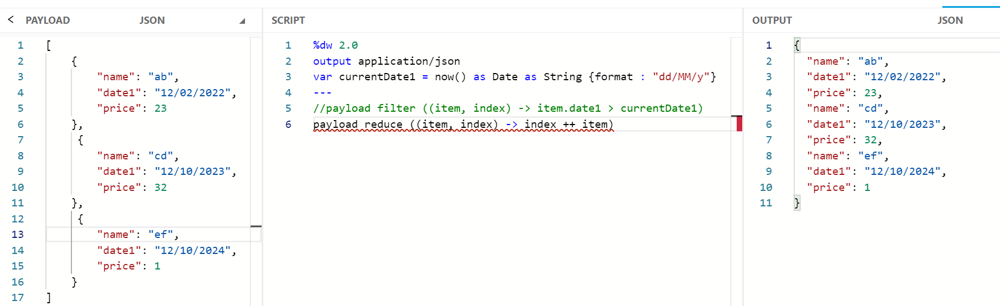 < PAYLOAD JSON
1 [
2 {
3 "name": "ab",
4 "date1": "12/02/2022",
5 "price": 23
6 },
7 {
8 "name": "cd",
9 "date1": "12/10/2023",
10 "price": 32
11 },
12 {
13 "name": "ef",
14 "date1": "12/10/2024",
15 "price": 1
16 }
17 ]
SCRIPT
1 %dw 2.0
2 output application/json
3 var currentDate1 = now() as Date as String {format : "dd/MM/y"}
4 ---
5 //payload filter ((item, index) -> item.date1 > currentDate1)
6 payload reduce ((item, index) -> index ++ item)
OUTPUT JSON
1 {
2 "name": "ab",
3 "date1": "12/02/2022",
4 "price": 23,
5 "name": "cd",
6 "date1": "12/10/2023",
7 "price": 32,
8 "name": "ef",
9 "date1": "12/10/2024",
10 "price": 1
11 }